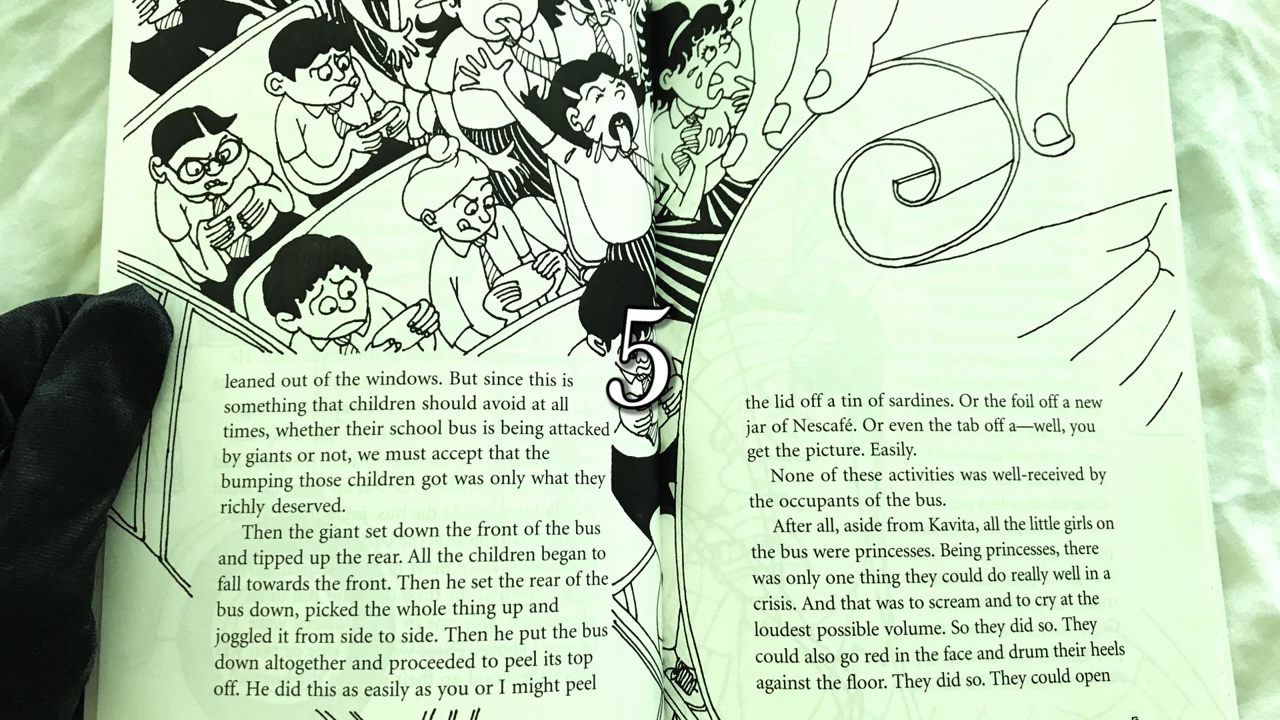 leaned out of the windows. But since this is
something that children should avoid at all
times, whether their school bus is being attacked
by giants or not, we must accept that the
bumping those children got was only what they
richly deserved.
Then the giant set down the front of the bus
and tipped up the rear. All the children began to
fall towards the front. Then he set the rear of the
bus down, picked the whole thing up and
joggled it from side to side. Then he put the bus
down altogether and proceeded to peel its top
off. He did this as easily as you or I might peel
5
the lid off a tin of sardines. Or the foil off a new
jar of Nescafé. Or even the tab off a—well, you
get the picture. Easily.
None of these activities was well-received by
the occupants of the bus.
After all, aside from Kavita, all the little girls on
the bus were princesses. Being princesses, there
was only one thing they could do really well in a
crisis. And that was to scream and to cry at the
loudest possible volume. So they did so. They
could also go red in the face and drum their heels
against the floor. They did so. They could open